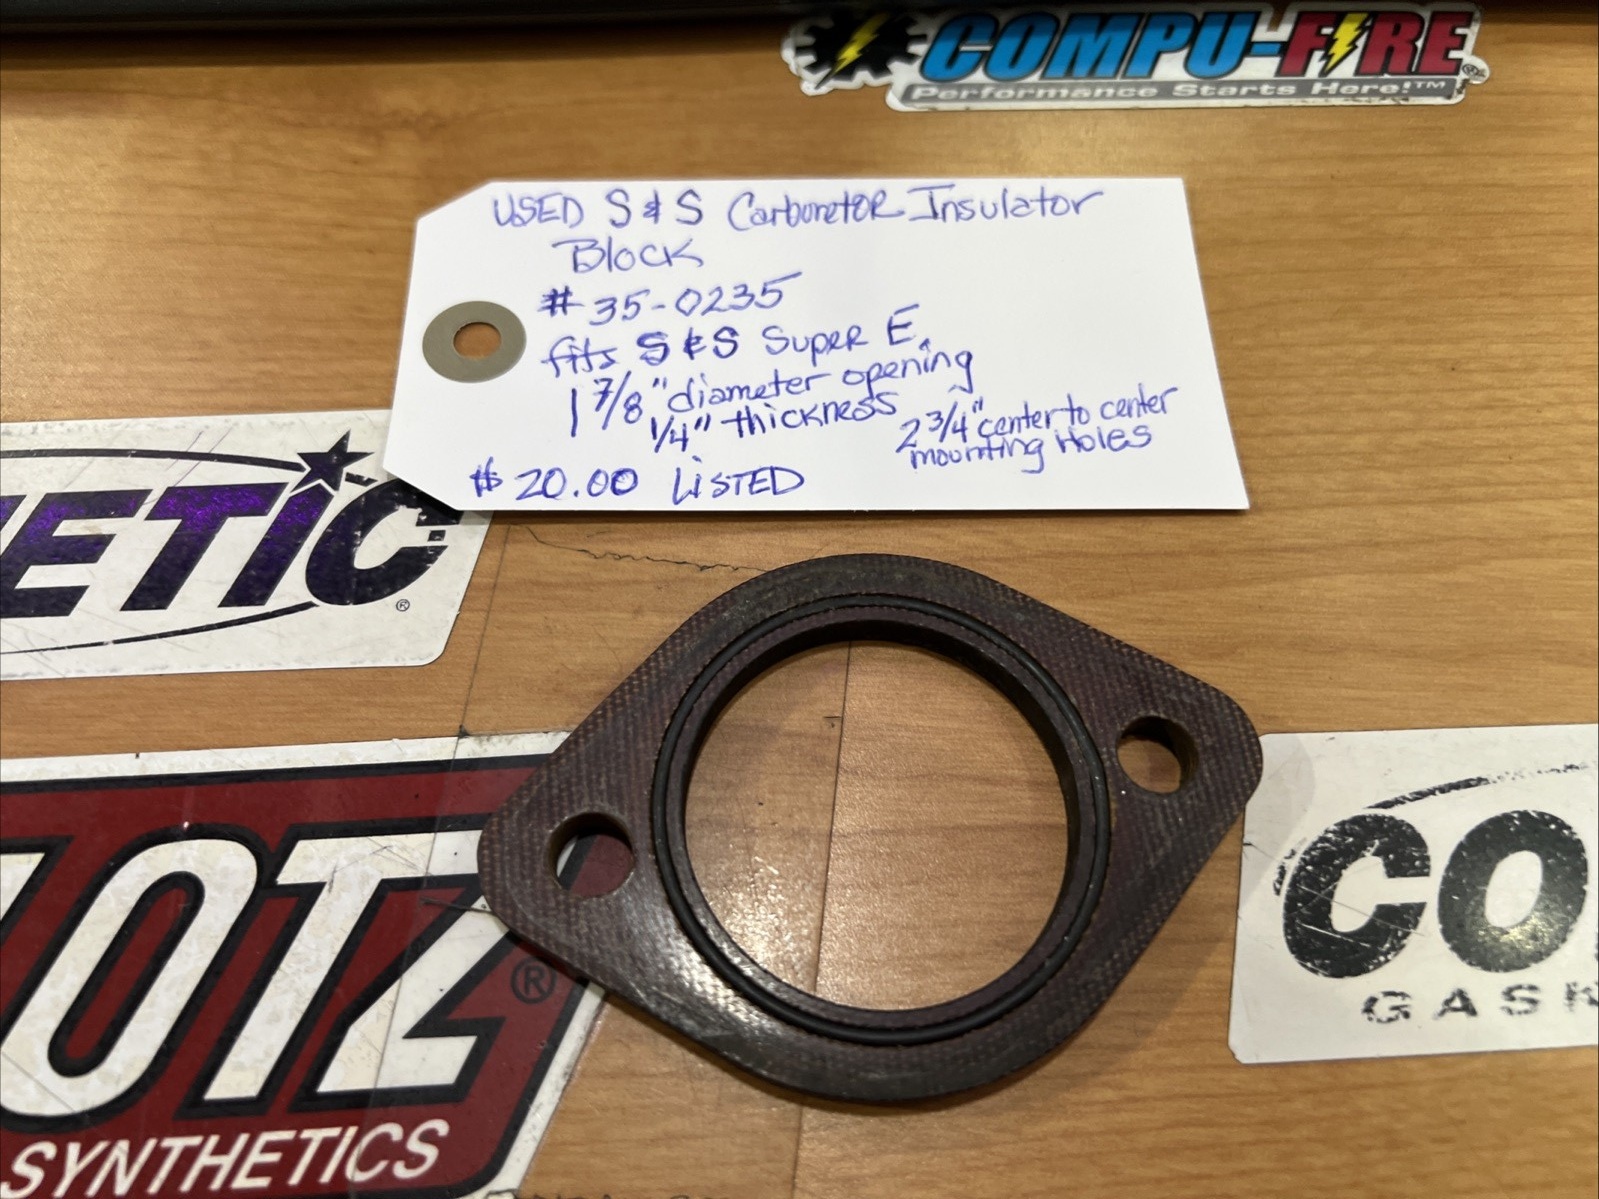 COMPU-FIRE®
Performance Starts Here!™
USED S & S Carburetor Insulator
Block
# 35-0235
fits S & S Super E.
1 7/8" diameter opening
1/4" thickness
2 3/4" center to center
mounting Holes
$ 20.00 LiSTED
ETIC
®
OTZ®
SYNTHETICS
CO
GASK